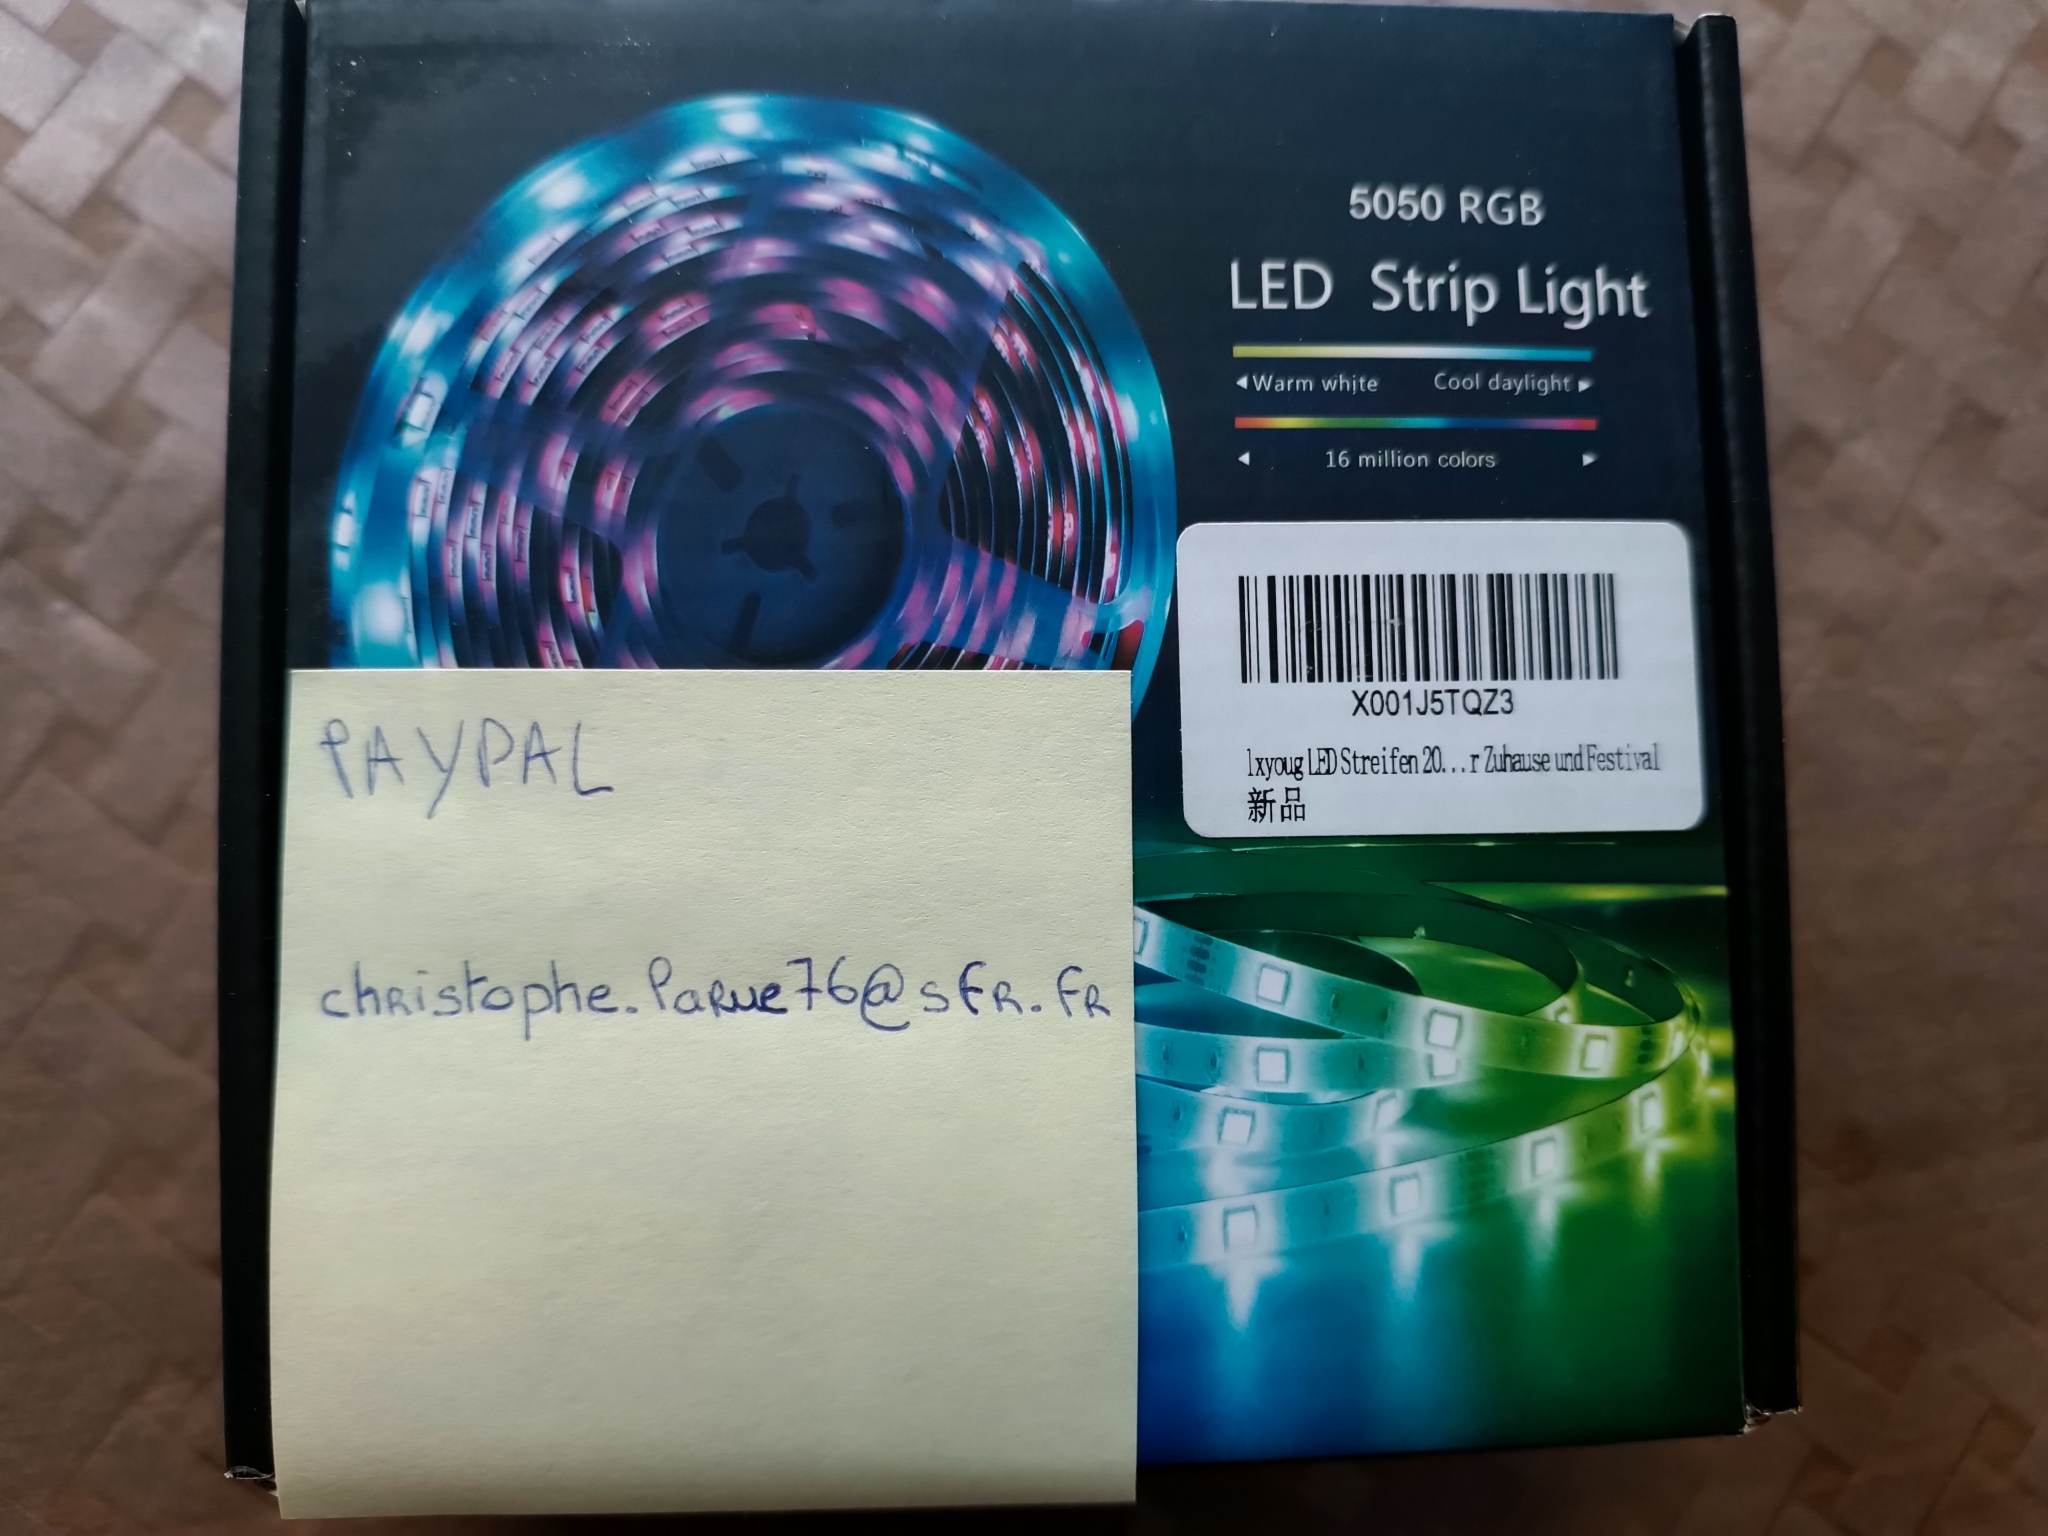 5050 RGB
LED Strip Light
Warm white Cool daylight
16 million colors
X001J5TQZ3
lxyoug LED Streifen 20...r Zuhause und Festival
新品
PAYPAL
christophe.Parue76@sfr.fr